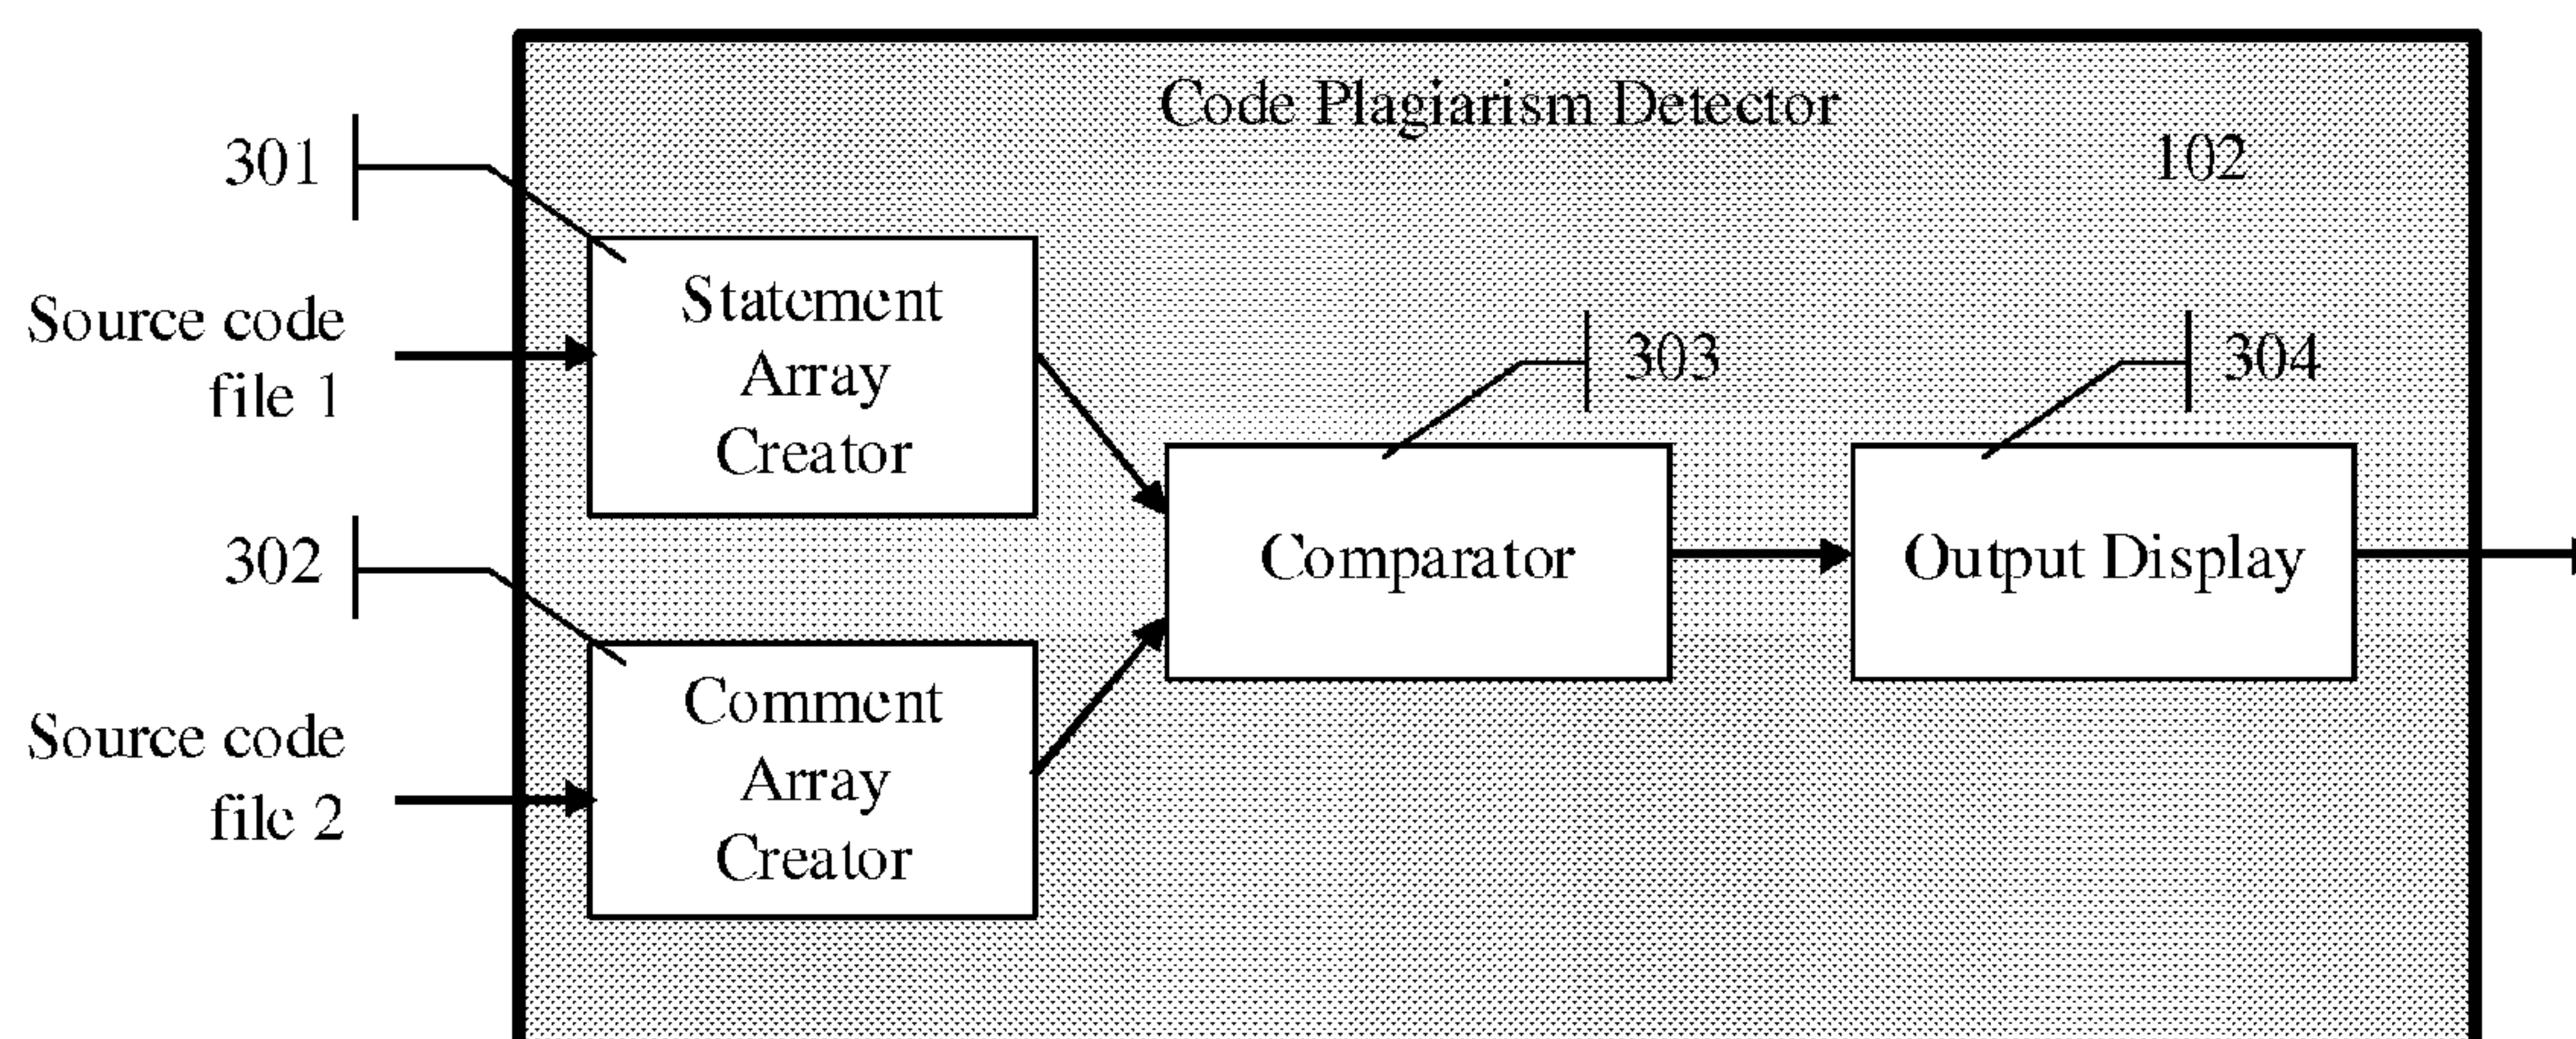 Code Plagiarism Detector
102
301
Source code
file 1
Statement
Array
Creator
302
Source code
file 2
Comment
Array
Creator
303
Comparator
304
Output Display